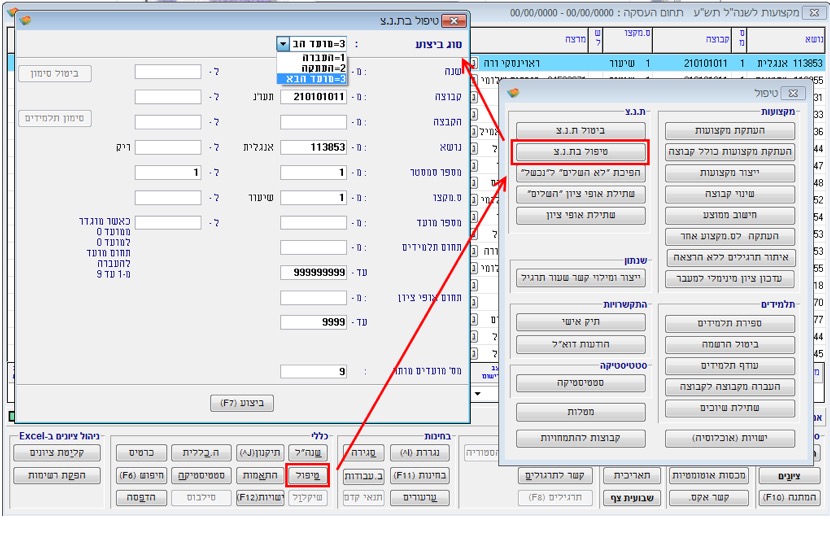 מקצועות לשנה"ל תש"ע תחום העסקה : 00/00/0000 - 00/00/0000
נושא
ס מ
קבוצה
ס.מקצו
ש ל
מרצה
113853 אנגלית 1 210101011 1 שיעור ראוינסקי ורה
טיפול בת.נ.צ
סוג ביצוע :
3=מועד הב
1=העברה
2=העתקה
3=מועד הבא
שנה : מ-
ל -
ביטול סימון
קבוצה : מ- 210101011 תער"נ ל -
הקבצה : מ- ל -
סימון תלמידים
נושא : מ- 113853 אנגלית ל - ריק
מספר סמסטר : מ- 1 ל - 1
ס.מקצו : מ- 1 שיעור ל -
מספר מועד : מ- ל -
כאשר מוגדר
ממועד 0
למועד 0
תחום מועד
להעברה
מ-1 עד 9
תחום תלמידים : מ-
עד - 999999999
תחום אופי ציון : מ-
עד - 9999
מס' מועדים מותר : 9
ביצוע (F7)
טיפול
מקצועות
העתקת מקצועות
העתקת מקצועות כולל קבוצה
ייצור מקצועות
שינוי קבוצה
חישוב ממוצע
העתקה לס.מקצוע אחר
איתור תרגילים ללא הרצאה
עדכון ציון מינימלי למעבר
תלמידים
ספירת תלמידים
ביטול הרשמה
עודף תלמידים
העברה מקבוצה לקבוצה
שתילת שיוכים
ישויות (אוכלוסיה)
ת.נ.צ
ביטול ת.נ.צ
טיפול בת.נ.צ
הפיכת "לא השלים" ל"נכשל"
שתילת אופי ציון "השלים"
שתילת אופי ציון
שנתון
ייצור ומילוי קשר שעור תרגיל
התקשרויות
תיק אישי
הודעות דוא"ל
סטטיסטיקה
סטטיסטיקה
מטלות
קבוצות להתמחויות
ציונים
המתנה (F10)
מכסות אוטומטיות
קשר אקס.
תאריכית
שבועית צף
קשר לתרגולים
תרגילים (F8)
בחינות
נגררת (I^)
סגירה
בחינות (F11)
ב.עבודות
ערעורים
תנאי קדם
כללי
שנה"ל
תיקנון(J^)
ה.כללית
כרטיס
טיפול
התאמות
סטטיסטיקה
חיפוש (F6)
שיקלול
ישויות(F12)
סילבוס
הדפסה
ניהול ציונים ב-Excel
קליטת ציונים
הפקת רשימות